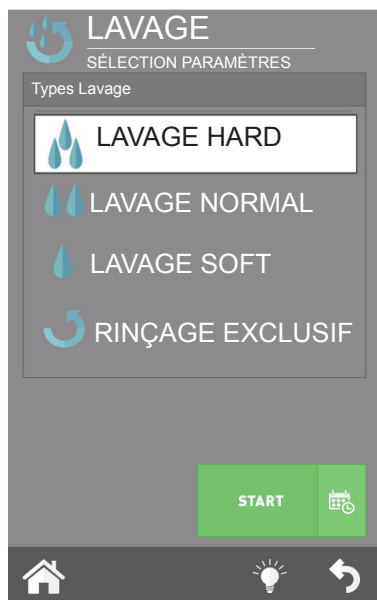 LAVAGE
SÉLECTION PARAMÈTRES
Types Lavage
LAVAGE HARD
LAVAGE NORMAL
LAVAGE SOFT
RINÇAGE EXCLUSIF
START